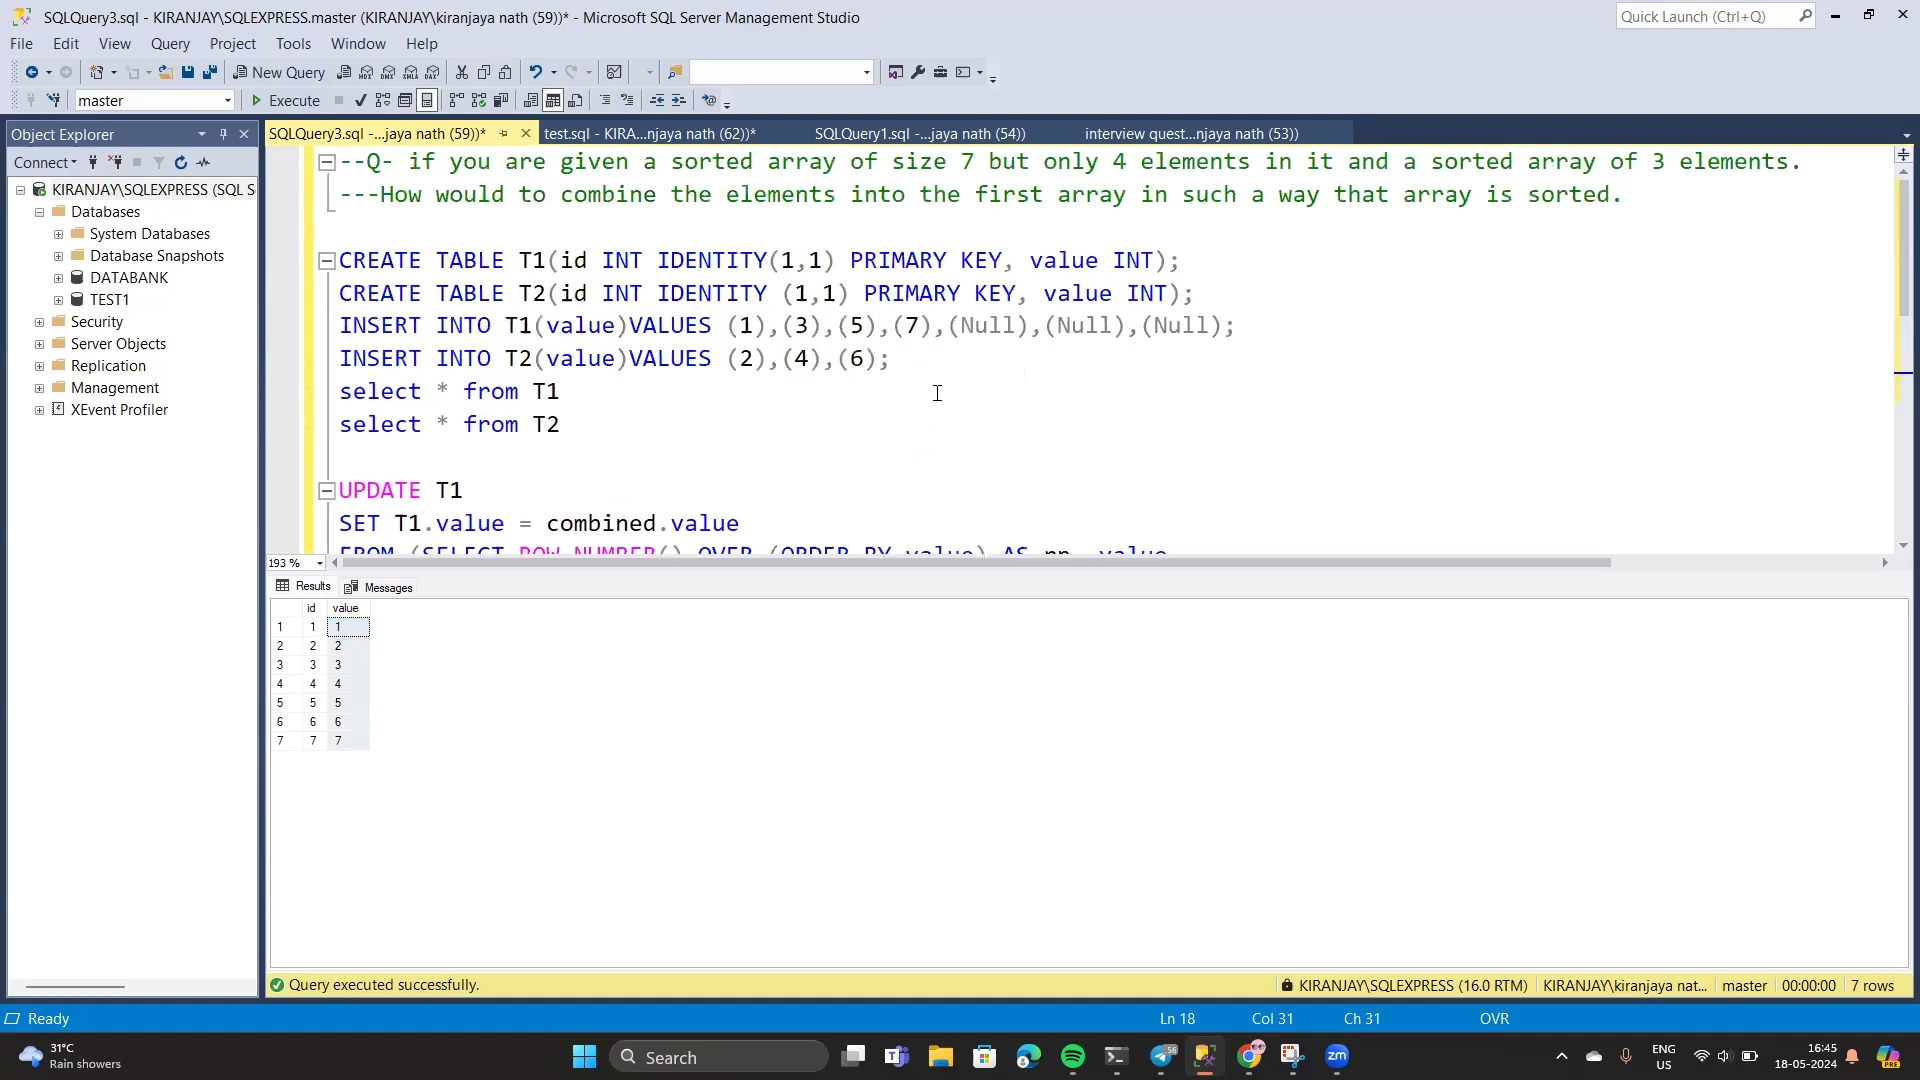 SQLQuery3.sql - KIRANJAY\SQLEXPRESS.master (KIRANJAY\kiranjaya nath (59))* - Microsoft SQL Server Management Studio
Quick Launch (Ctrl+Q)
File Edit View Query Project Tools Window Help
New Query
master Execute
Object Explorer
SQLQuery3.sql -...jaya nath (59))*
test.sql - KIRA...njaya nath (62))*
SQLQuery1.sql -...jaya nath (54))
interview quest...njaya nath (53))
Connect
KIRANJAY\SQLEXPRESS (SQL S
Databases
System Databases
Database Snapshots
DATABANK
TEST1
Security
Server Objects
Replication
Management
XEvent Profiler
--Q- if you are given a sorted array of size 7 but only 4 elements in it and a sorted array of 3 elements.
---How would to combine the elements into the first array in such a way that array is sorted.
CREATE TABLE T1(id INT IDENTITY(1,1) PRIMARY KEY, value INT);
CREATE TABLE T2(id INT IDENTITY (1,1) PRIMARY KEY, value INT);
INSERT INTO T1(value)VALUES (1),(3),(5),(7),(Null),(Null),(Null);
INSERT INTO T2(value)VALUES (2),(4),(6);
select * from T1
select * from T2
UPDATE T1
SET T1.value = combined.value
FROM (SELECT ROW_NUMBER() OVER (ORDER BY value) AS rn, value
193 %
Results Messages
id value
1 1 1
2 2 2
3 3 3
4 4 4
5 5 5
6 6 6
7 7 7
Query executed successfully.
KIRANJAY\SQLEXPRESS (16.0 RTM) KIRANJAY\kiranjaya nat... master 00:00:00 7 rows
Ready
Ln 18 Col 31 Ch 31 OVR
31°C
Rain showers
Search
ENG
US
16:45
18-05-2024